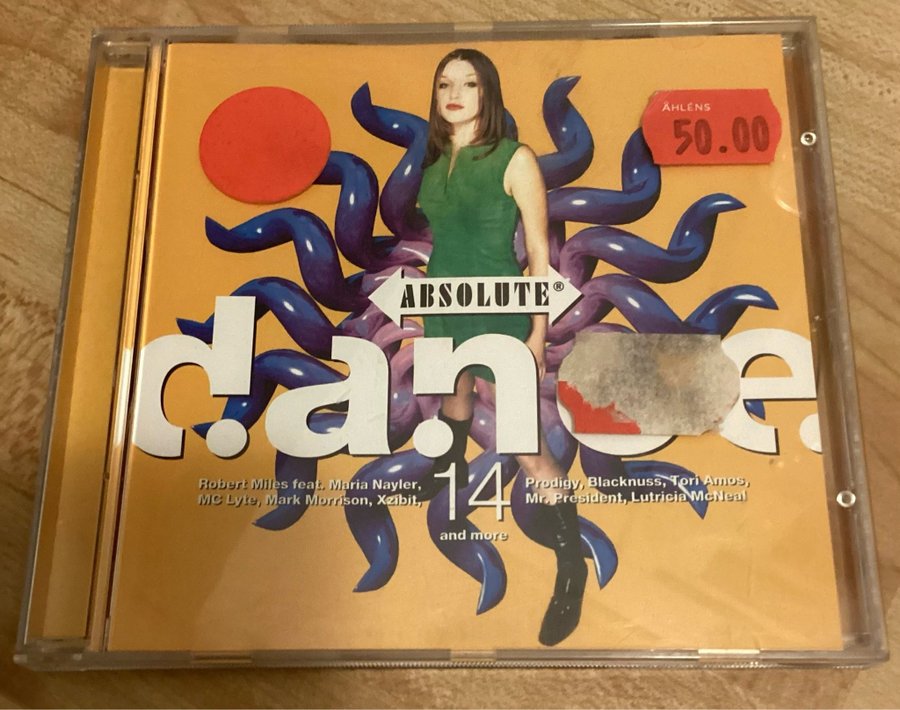 ÅHLÉNS
50.00
ABSOLUTE®
dance.
Robert Miles feat. Maria Nayler,
MC Lyte, Mark Morrison, Xzibit,
14
Prodigy, Blacknuss, Tori Amos,
Mr. President, Lutricia McNeal
and more